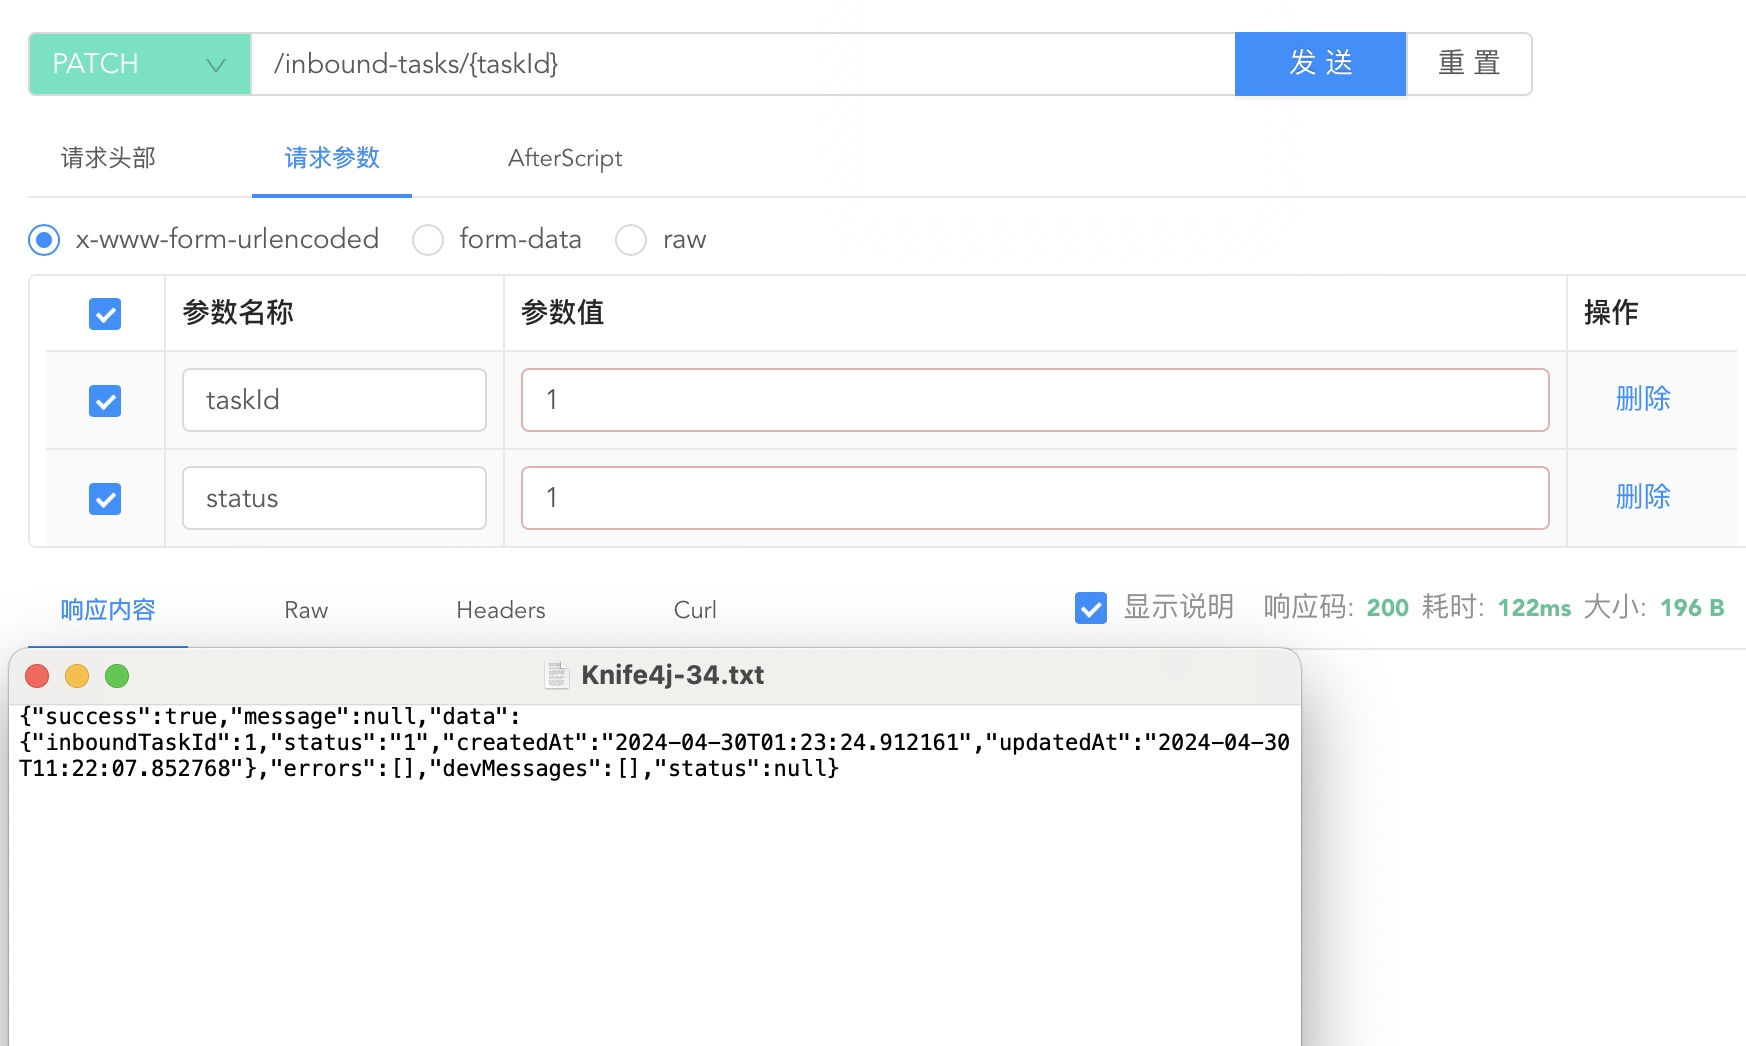 PATCH /inbound-tasks/{taskId} 发 送 重 置
请求头部 请求参数 AfterScript
x-www-form-urlencoded form-data raw
参数名称 参数值 操作
taskId 1 删除
status 1 删除
响应内容 Raw Headers Curl 显示说明 响应码: 200 耗时: 122ms 大小: 196 B
Knife4j-34.txt
{"success":true,"message":null,"data":
{"inboundTaskId":1,"status":"1","createdAt":"2024-04-30T01:23:24.912161","updatedAt":"2024-04-30
T11:22:07.852768"},"errors":[],"devMessages":[],"status":null}